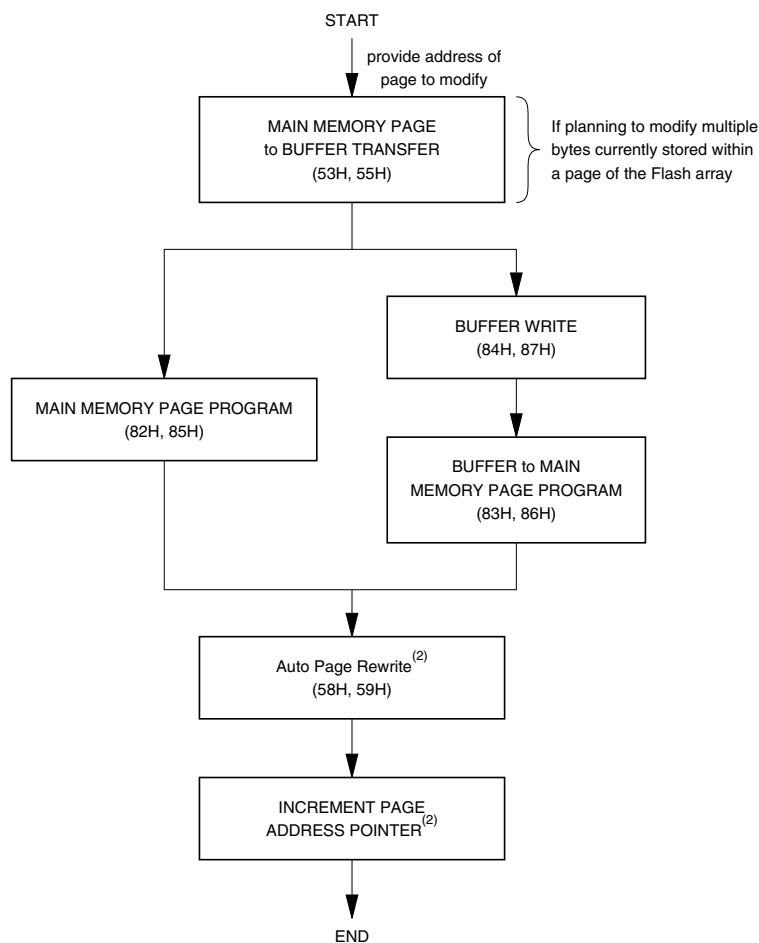 START
provide address of
page to modify
MAIN MEMORY PAGE
to BUFFER TRANSFER
(53H, 55H)
If planning to modify multiple
bytes currently stored within
a page of the Flash array
BUFFER WRITE
(84H, 87H)
MAIN MEMORY PAGE PROGRAM
(82H, 85H)
BUFFER to MAIN
MEMORY PAGE PROGRAM
(83H, 86H)
Auto Page Rewrite(2)
(58H, 59H)
INCREMENT PAGE
ADDRESS POINTER(2)
END